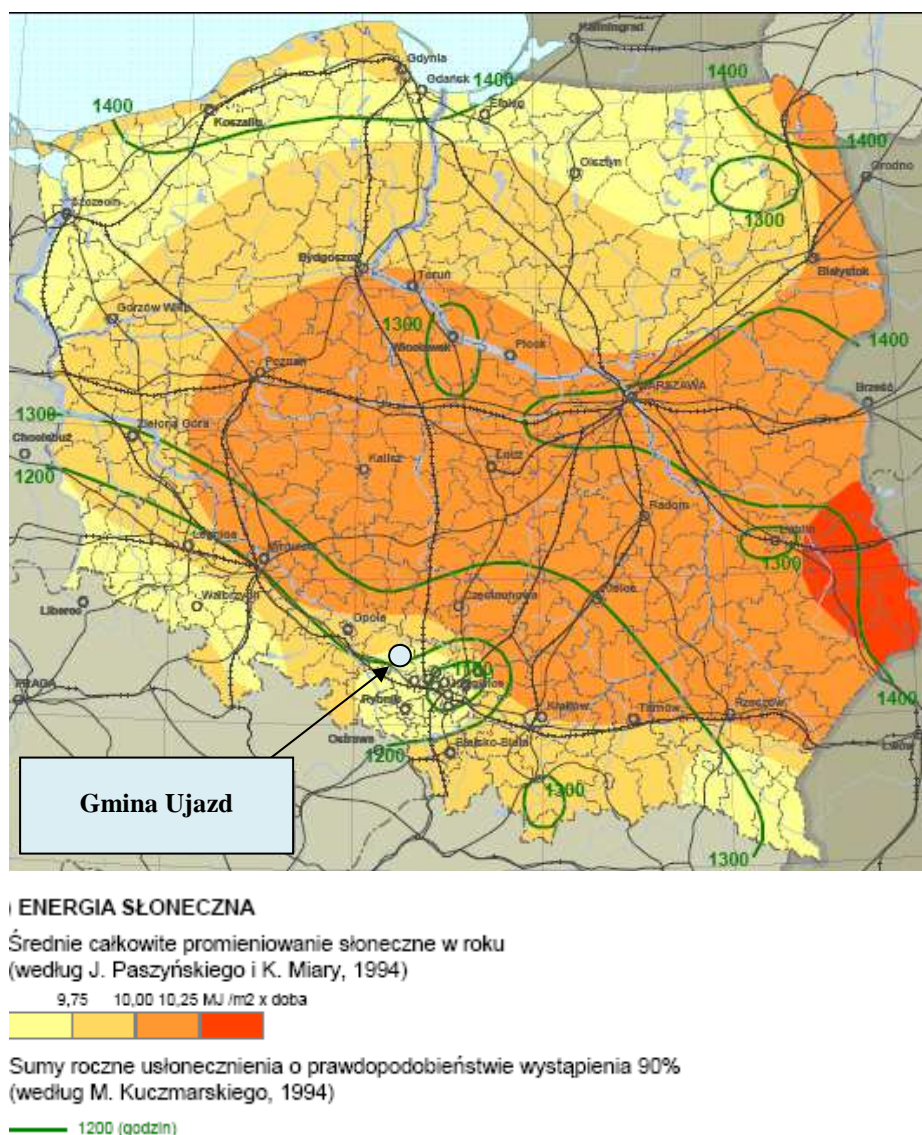 Kaliningrad
Gdynia
Gdańsk
1400
1400
1400
Elbląg
Koszalin
1400
Olsztyn
Grodno
Szczecin
1300
Bydgoszcz
Białystok
Toruń
Gorzów Wlkp.
1300
Włocławek
Płock
1400
Poznań
WARSZAWA
Brześć
1300
Zielona Góra
Chociebuż
1200
Kalisz
Łódź
Radom
Lublin
1300
Legnica
Wrocław
Wałbrzych
Liberec
Częstochowa
Kielce
Opole
1100
PRAGA
Katowice
Rybnik
Kraków
Tarnów
Rzeszów
1400
Ostrawa
1200
Bielsko-Biała
Lwów
Gmina Ujazd
1300
1300
) ENERGIA SŁONECZNA
Średnie całkowite promieniowanie słoneczne w roku
(według J. Paszyńskiego i K. Miary, 1994)
9,75 10,00 10,25 MJ /m2 x doba
Sumy roczne usłonecznienia o prawdopodobieństwie wystąpienia 90%
(według M. Kuczmarskiego, 1994)
1200 (godzin)